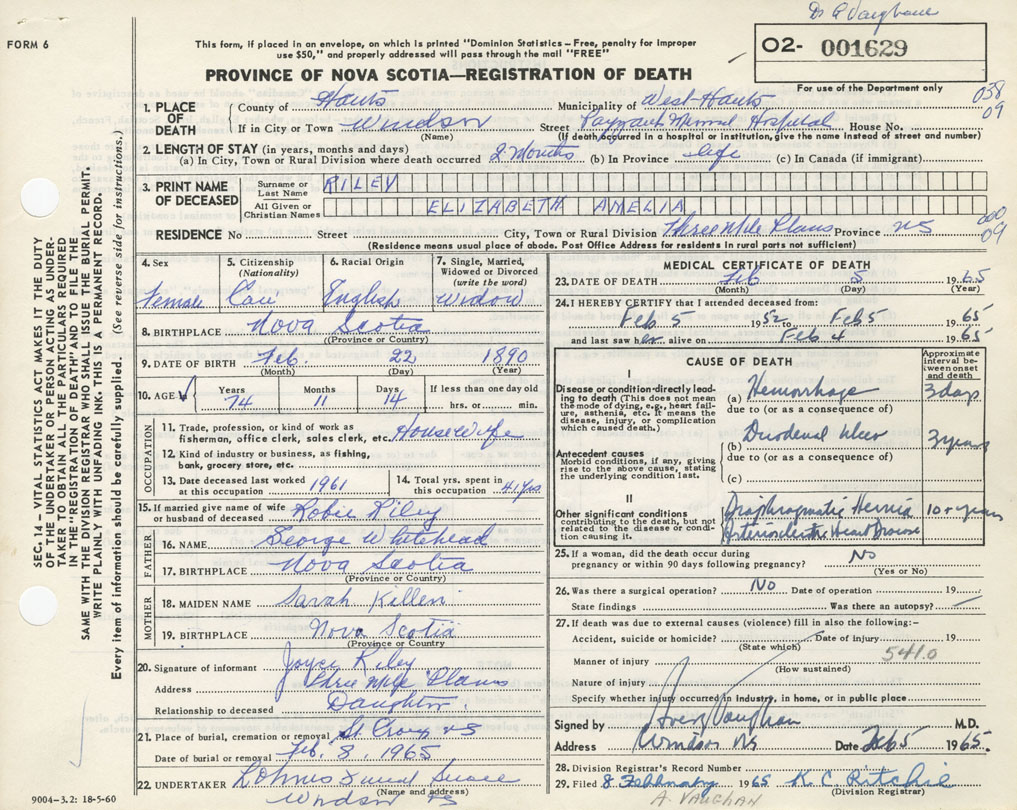 Dr A Vaughan
FORM 6
This form, if placed in an envelope, on which is printed "Dominion Statistics – Free, penalty for improper
use $50," and properly addressed will pass through the mail "FREE"
O2- 001629
PROVINCE OF NOVA SCOTIA—REGISTRATION OF DEATH
For use of the Department only
038
09
1. PLACE OF DEATH
County of Hants Municipality of West-Hants
If in City or Town Windsor Street Payzant Memorial Hospital House No.
(Name) (If death occurred in a hospital or institution, give the name instead of street and number)
2. LENGTH OF STAY (in years, months and days)
(a) In City, Town or Rural Division where death occurred 2 Months (b) In Province life (c) In Canada (if immigrant)
3. PRINT NAME OF DECEASED
Surname or Last Name RILEY
All Given or Christian Names ELIZABETH AMELIA
RESIDENCE No Street City, Town or Rural Division Three Mile Plains Province NS
000
09
(Residence means usual place of abode. Post Office Address for residents in rural parts not sufficient)
4. Sex Female
5. Citizenship (Nationality) Can
6. Racial Origin English
7. Single, Married, Widowed or Divorced (write the word) Widow
8. BIRTHPLACE Nova Scotia
(Province or Country)
9. DATE OF BIRTH Feb. 22 1890
(Month) (Day) (Year)
10. AGE Years 74 Months 11 Days 14 If less than one day old hrs. or min.
OCCUPATION
11. Trade, profession, or kind of work as fisherman, office clerk, sales clerk, etc. Housewife
12. Kind of industry or business, as fishing, bank, grocery store, etc.
13. Date deceased last worked at this occupation 1961
14. Total yrs. spent in this occupation 41 yrs
15. If married give name of wife or husband of deceased Robie Riley
FATHER
16. NAME George Whitehead
17. BIRTHPLACE Nova Scotia
(Province or Country)
MOTHER
18. MAIDEN NAME Sarah Killen
19. BIRTHPLACE Nova Scotia
(Province or Country)
20. Signature of informant Joyce Riley
Address Three Mile Plains
Relationship to deceased Daughter
21. Place of burial, cremation or removal St. Croix NS
Date of burial or removal Feb. 8, 1965
22. UNDERTAKER Funeral Service
(Name and address)
Windsor NS
9004-3.2: 18-5-60
MEDICAL CERTIFICATE OF DEATH
23. DATE OF DEATH Feb 5 1965
(Month) (Day) (Year)
24. I HEREBY CERTIFY that I attended deceased from:
Feb 5 1952 to Feb 5 1965
and last saw her alive on Feb 4 1965
CAUSE OF DEATH
Approximate interval between onset and death
I
Disease or condition directly leading to death (This does not mean the mode of dying, e.g., heart failure, asthenia, etc. It means the disease, injury, or complication which caused death.)
(a) Hemorrhage 3 days
due to (or as a consequence of)
Antecedent causes
Morbid conditions, if any, giving rise to the above cause, stating the underlying condition last.
(b) Duodenal Ulcer 3 years
due to (or as a consequence of)
(c)
II
Other significant conditions
contributing to the death, but not related to the disease or condition causing it.
Diaphragmatic Hernia 10+ years
Arteriosclerotic Heart Disease
25. If a woman, did the death occur during pregnancy or within 90 days following pregnancy? No
(Yes or No)
26. Was there a surgical operation? No Date of operation 19
State findings Was there an autopsy?
27. If death was due to external causes (violence) fill in also the following:–
Accident, suicide or homicide? Date of injury 19
(State which)
541.0
Manner of injury
(How sustained)
Nature of injury
Specify whether injury occurred in industry, in home, or in public place
Signed by Avery Vaughan M.D.
Address Windsor NS Date Feb 5 1965.
28. Division Registrar's Record Number
29. Filed 8 February 1965 K. C. Ritchie
(Division Registrar)
A. VAUGHAN
SEC. 14 – VITAL STATISTICS ACT MAKES IT THE DUTY
OF THE UNDERTAKER OR PERSON ACTING AS UNDER-
TAKER TO OBTAIN ALL THE PARTICULARS REQUIRED
IN THE "REGISTRATION OF DEATH" AND TO FILE THE
SAME WITH THE DIVISION REGISTRAR WHO SHALL ISSUE THE BURIAL PERMIT.
WRITE PLAINLY WITH UNFADING INK. THIS IS A PERMANENT RECORD.
Every item of information should be carefully supplied. (See reverse side for instructions.)